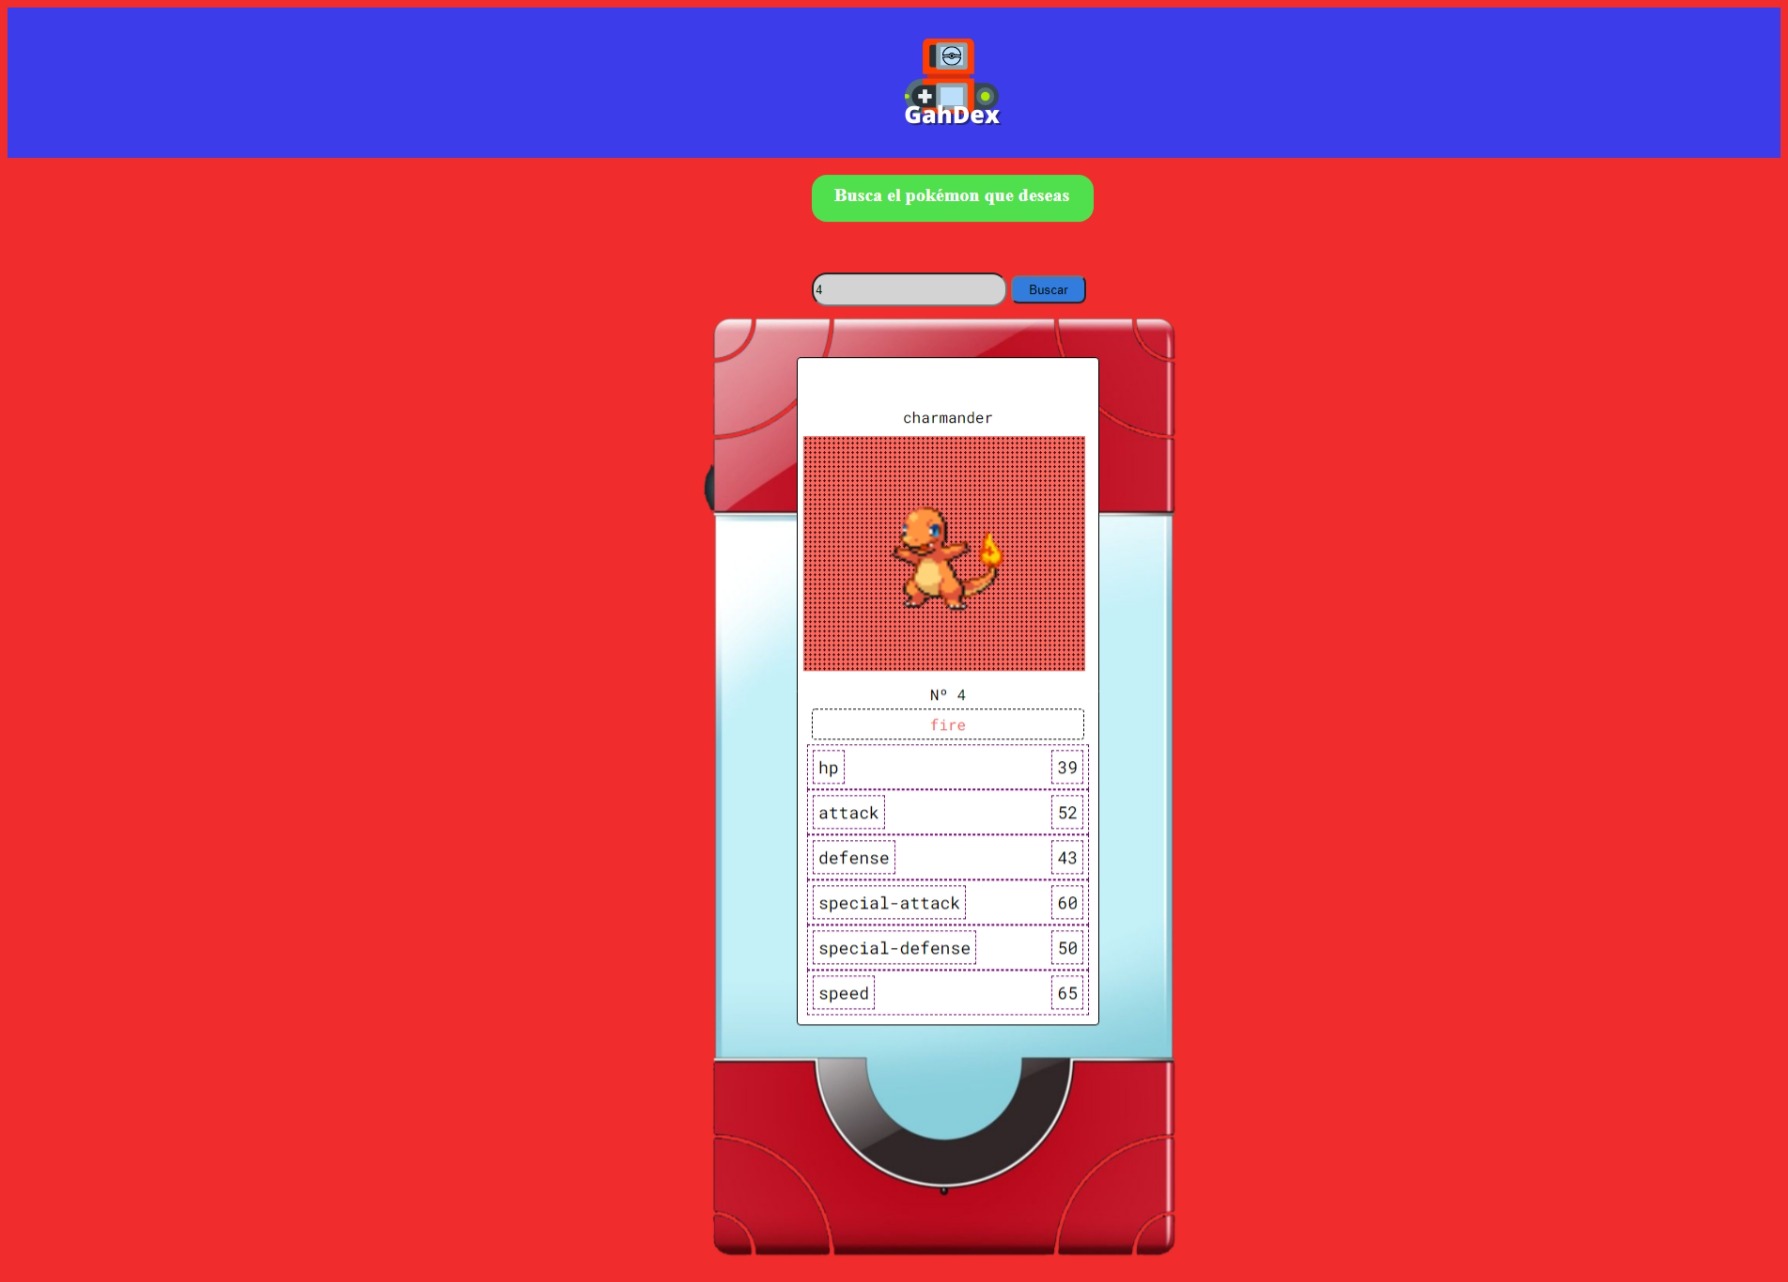 GahDex
Busca el pokémon que deseas
4
Buscar
charmander
Nº 4
fire
hp 39
attack 52
defense 43
special-attack 60
special-defense 50
speed 65